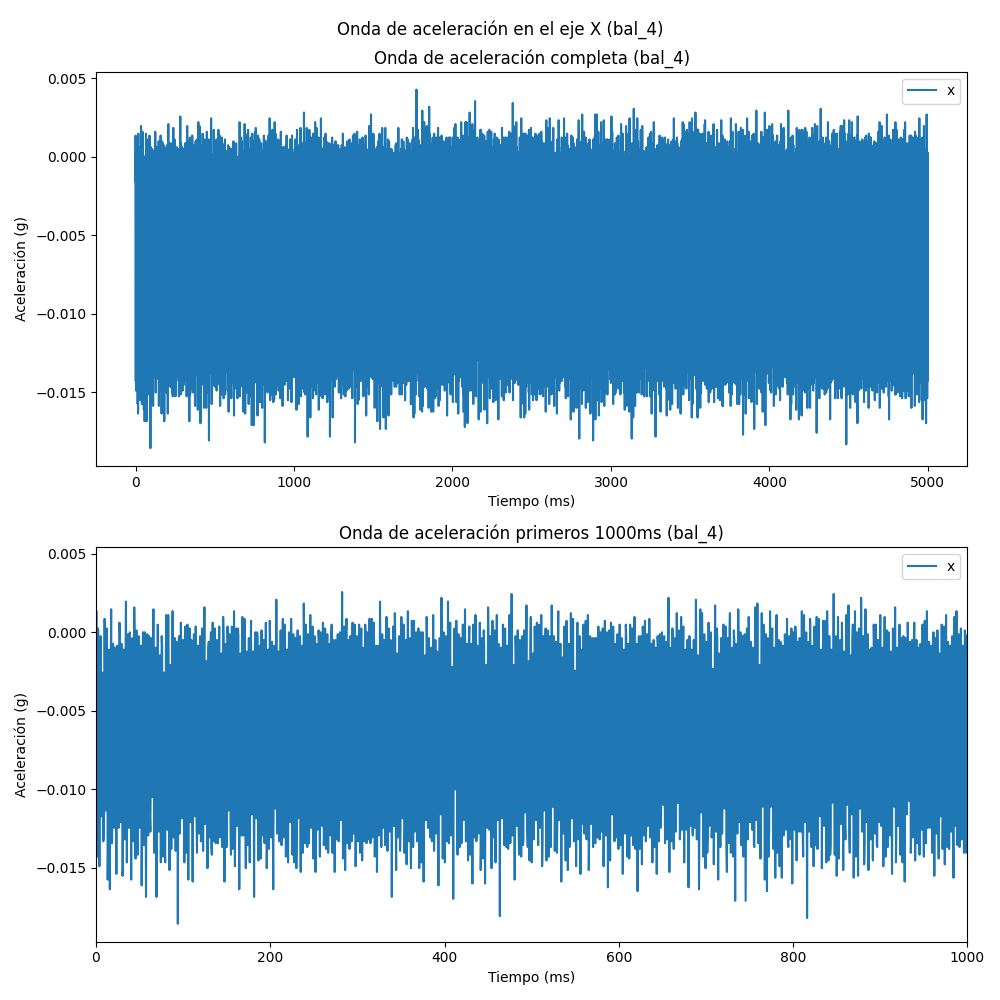 Onda de aceleración en el eje X (bal_4)
Onda de aceleración completa (bal_4)
x
0.005
0.000
−0.005
−0.010
−0.015
Aceleración (g)
0 1000 2000 3000 4000 5000
Tiempo (ms)
Onda de aceleración primeros 1000ms (bal_4)
x
0.005
0.000
−0.005
−0.010
−0.015
Aceleración (g)
0 200 400 600 800 1000
Tiempo (ms)